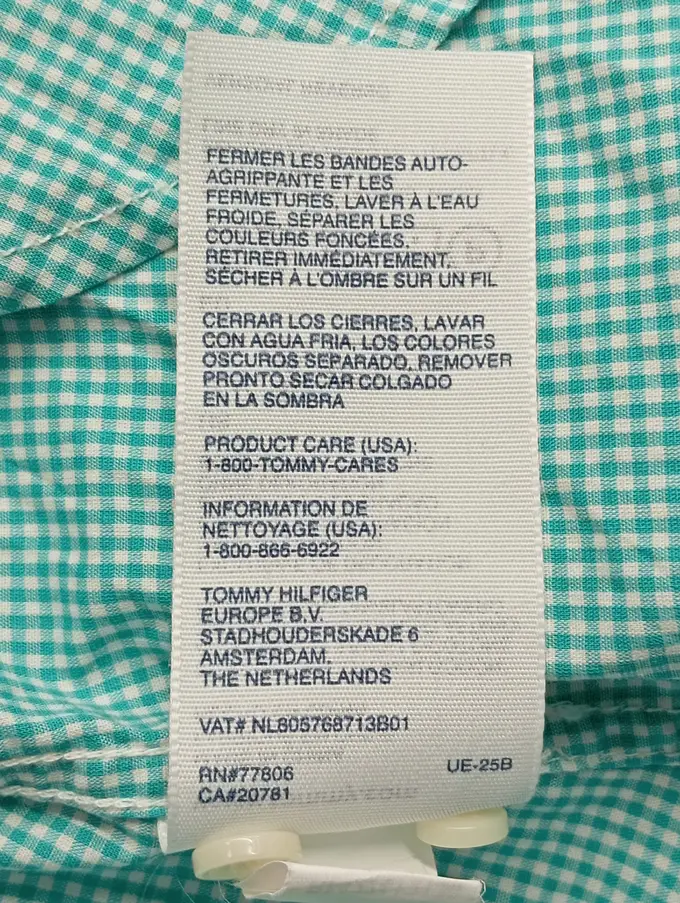 FERMER LES BANDES AUTO-
AGRIPPANTE ET LES
FERMETURES, LAVER À L'EAU
FROIDE, SÉPARER LES
COULEURS FONCÉES,
RETIRER IMMÉDIATEMENT,
SÉCHER À L'OMBRE SUR UN FIL
CERRAR LOS CIERRES, LAVAR
CON AGUA FRIA, LOS COLORES
OSCUROS SEPARADO, REMOVER
PRONTO SECAR COLGADO
EN LA SOMBRA
PRODUCT CARE (USA):
1-800-TOMMY-CARES
INFORMATION DE
NETTOYAGE (USA):
1-800-866-6922
TOMMY HILFIGER
EUROPE B.V.
STADHOUDERSKADE 6
AMSTERDAM,
THE NETHERLANDS
VAT# NL805768713B01
RN#77806 UE-25B
CA#20781